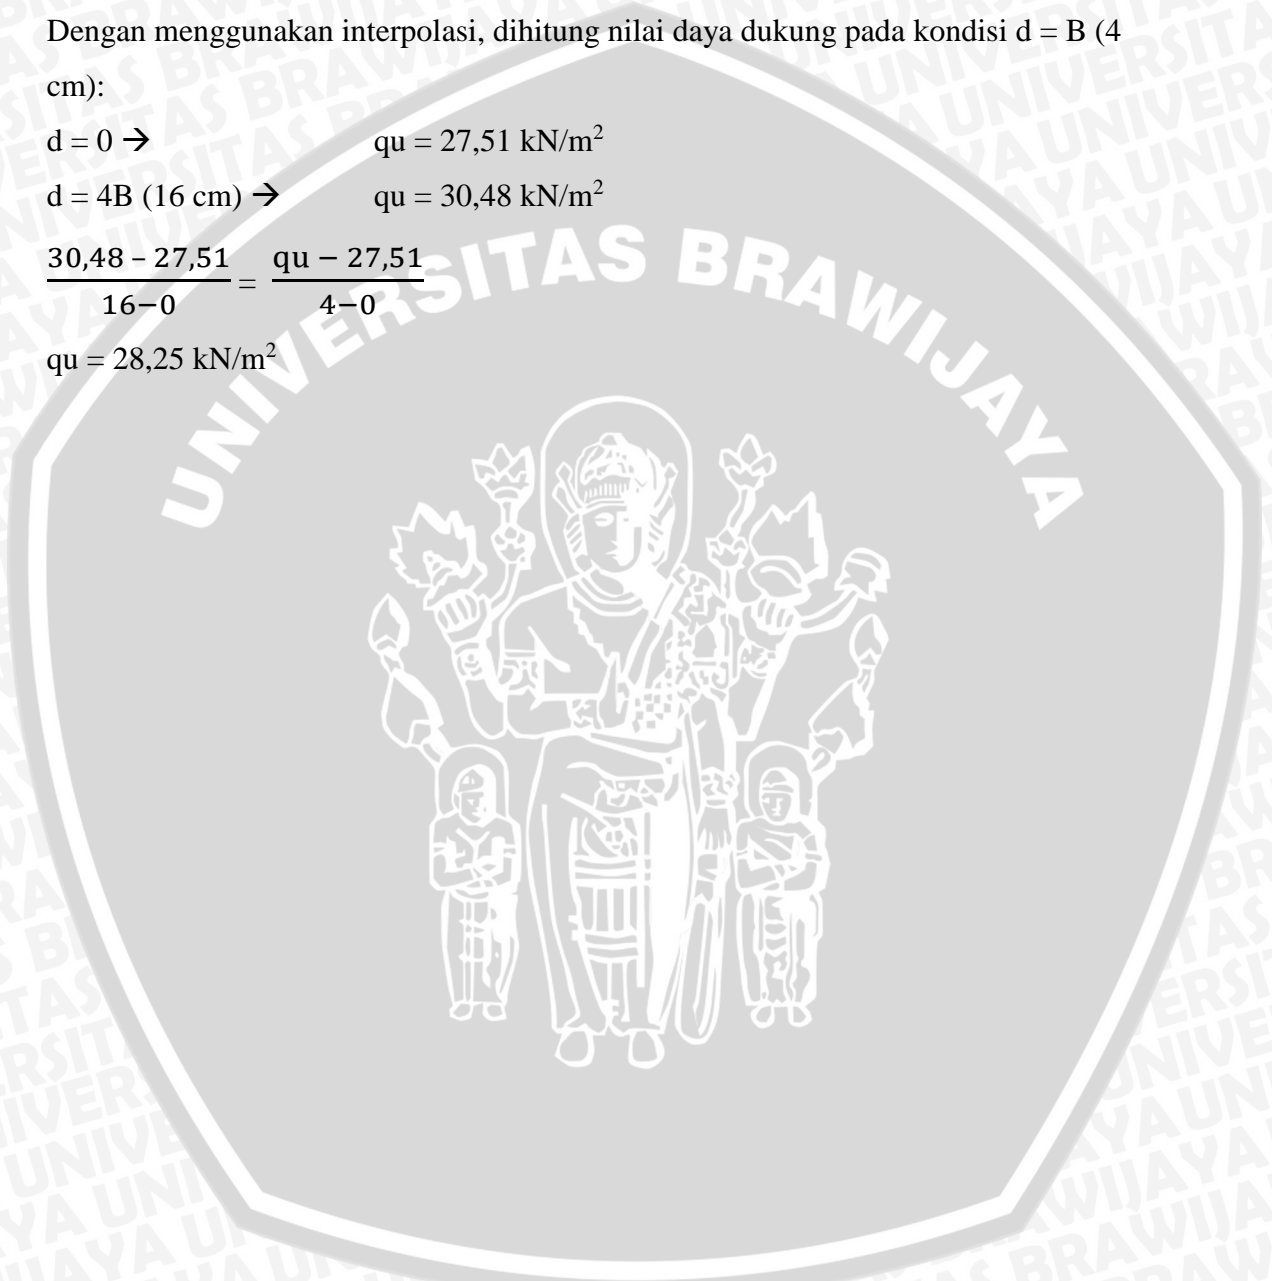 Dengan menggunakan interpolasi, dihitung nilai daya dukung pada kondisi d = B (4
cm):
d = 0 → qu = 27,51 kN/m²
d = 4B (16 cm) → qu = 30,48 kN/m²
30,48 – 27,51 / 16−0 = qu − 27,51 / 4−0
qu = 28,25 kN/m²
UNIVERSITAS BRAWIJAYA